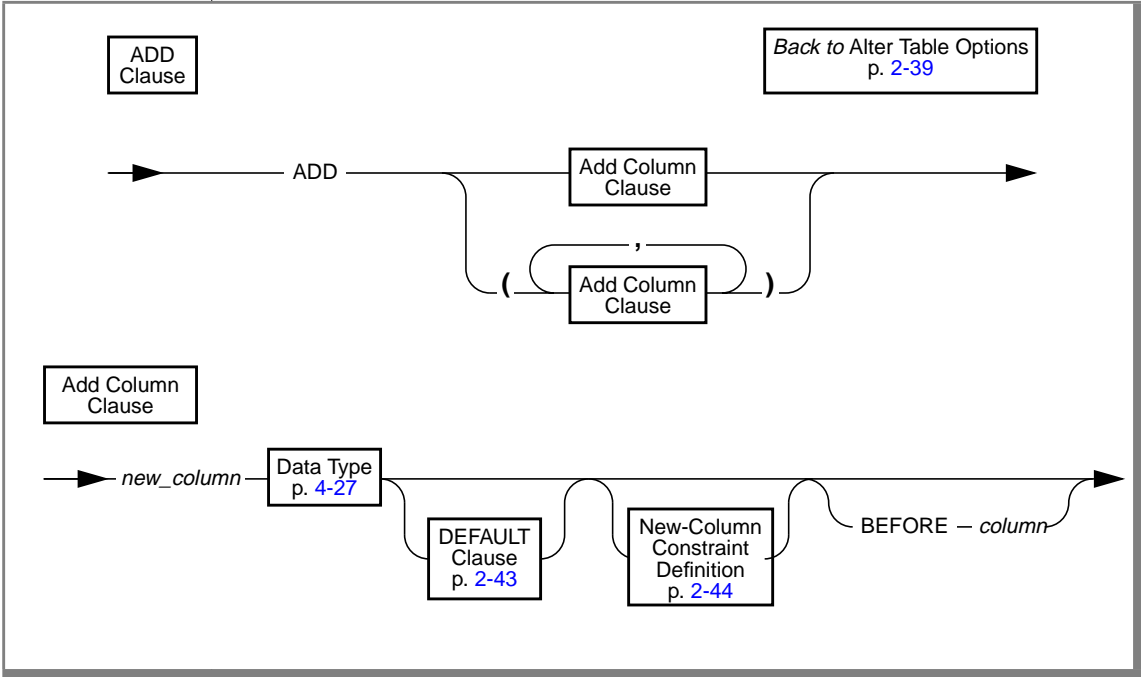 ADD
Clause
Back to Alter Table Options
p. 2-39
ADD
Add Column
Clause
,
(
Add Column
Clause
)
Add Column
Clause
new_column
Data Type
p. 4-27
DEFAULT
Clause
p. 2-43
New-Column
Constraint
Definition
p. 2-44
BEFORE – column